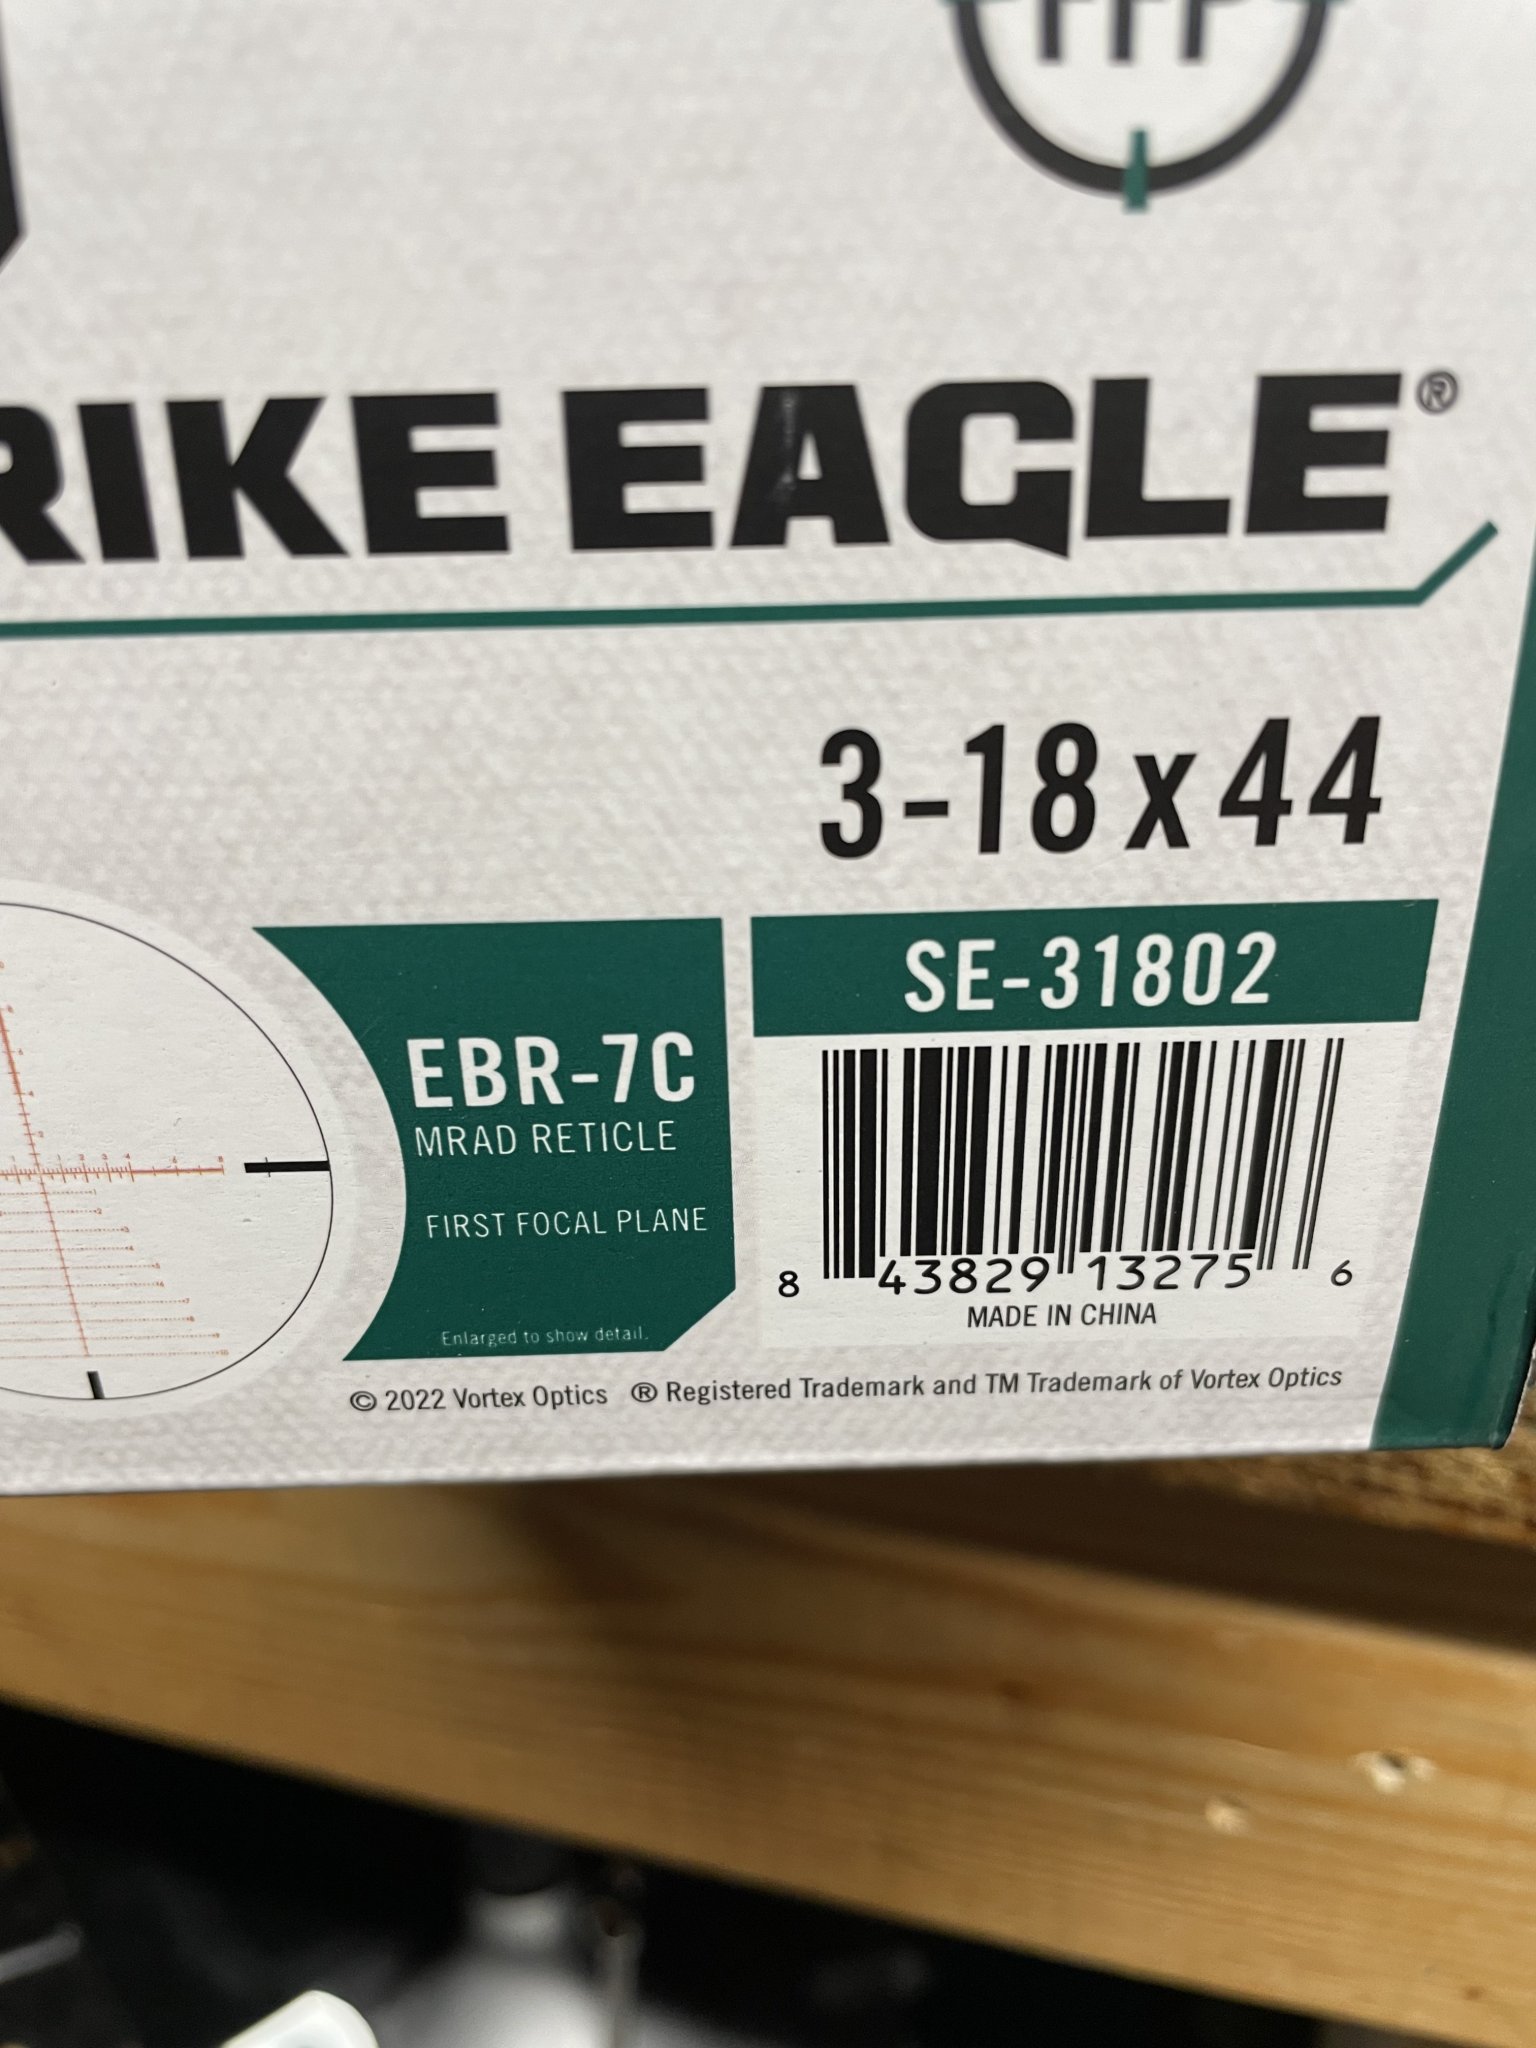 FFP
RIKE EAGLE®
3-18x44
SE-31802
EBR-7C
MRAD RETICLE
FIRST FOCAL PLANE
Enlarged to show detail.
8 43829 13275 6
MADE IN CHINA
© 2022 Vortex Optics ® Registered Trademark and TM Trademark of Vortex Optics